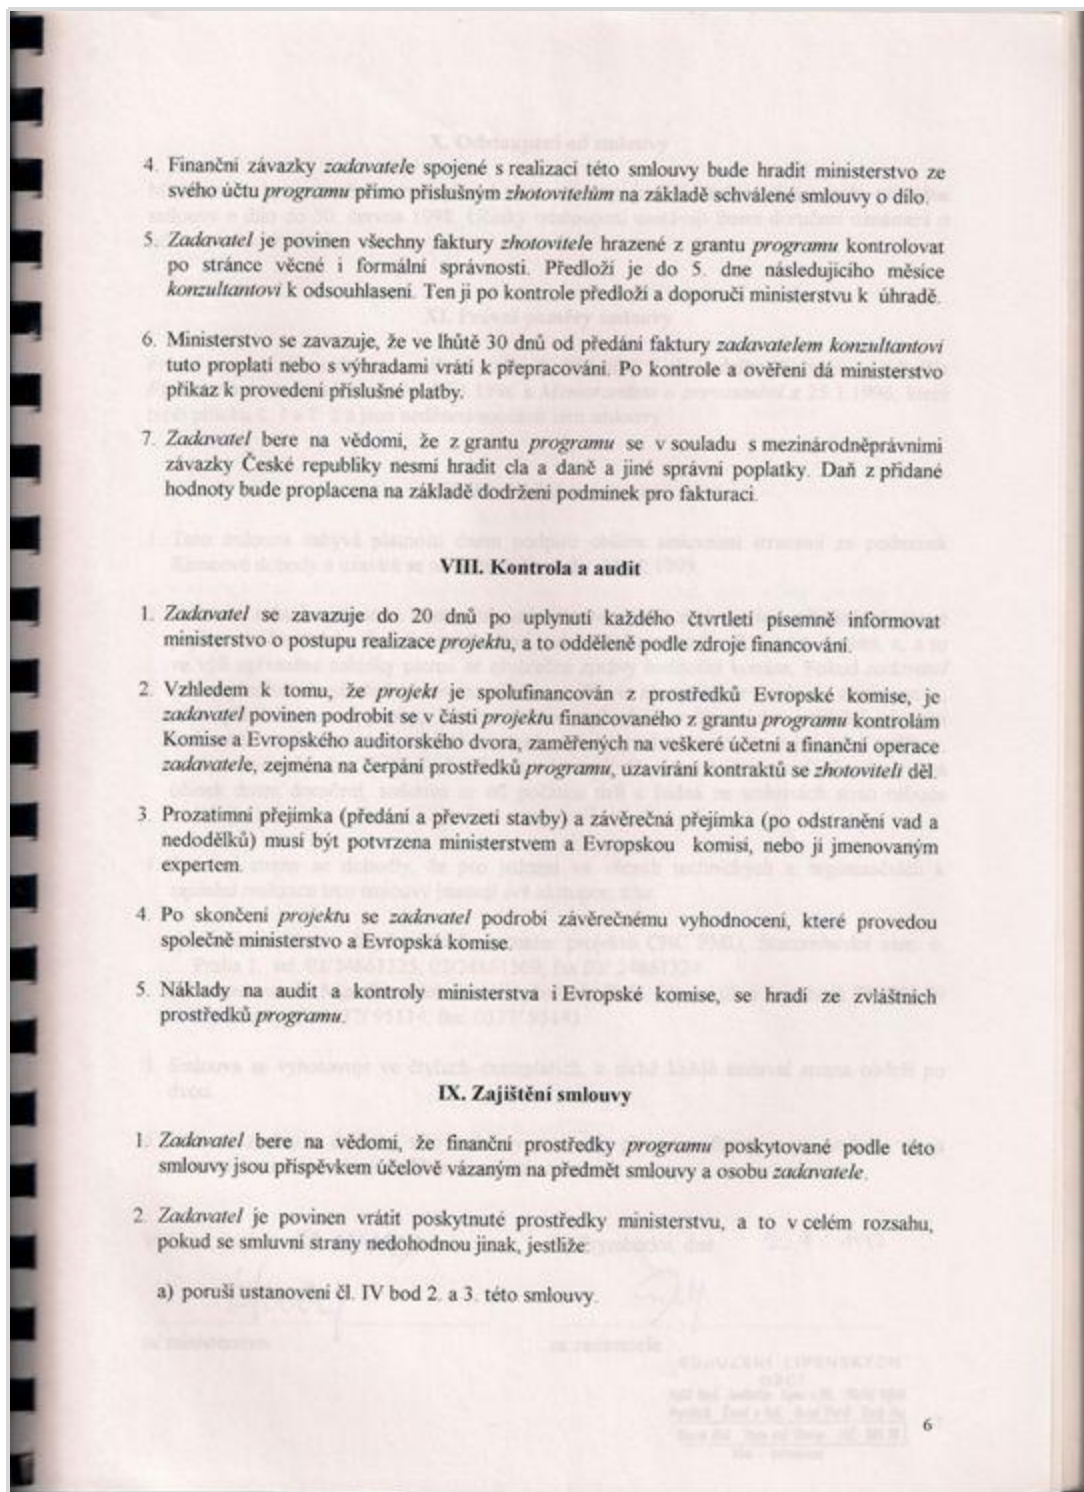 4. Finanční závazky zadavatele spojené s realizací této smlouvy bude hradit ministerstvo ze
svého účtu programu přímo příslušným zhotovitelům na základě schválené smlouvy o dílo.
5. Zadavatel je povinen všechny faktury zhotovitele hrazené z grantu programu kontrolovat
po stránce věcné i formální správnosti. Předloží je do 5. dne následujícího měsíce
konzultantovi k odsouhlasení. Ten ji po kontrole předloží a doporučí ministerstvu k úhradě.
6. Ministerstvo se zavazuje, že ve lhůtě 30 dnů od předání faktury zadavatelem konzultantovi
tuto proplatí nebo s výhradami vrátí k přepracování. Po kontrole a ověření dá ministerstvo
příkaz k provedení příslušné platby.
7. Zadavatel bere na vědomí, že z grantu programu se v souladu s mezinárodněprávními
závazky České republiky nesmí hradit cla a daně a jiné správní poplatky. Daň z přidané
hodnoty bude proplacena na základě dodržení podmínek pro fakturaci.
VIII. Kontrola a audit
1. Zadavatel se zavazuje do 20 dnů po uplynutí každého čtvrtletí písemně informovat
ministerstvo o postupu realizace projektu, a to odděleně podle zdroje financování.
2. Vzhledem k tomu, že projekt je spolufinancován z prostředků Evropské komise, je
zadavatel povinen podrobit se v části projektu financovaného z grantu programu kontrolám
Komise a Evropského auditorského dvora, zaměřených na veškeré účetní a finanční operace
zadavatele, zejména na čerpání prostředků programu, uzavírání kontraktů se zhotoviteli děl.
3. Prozatimní přejímka (předání a převzetí stavby) a závěrečná přejímka (po odstranění vad a
nedodělků) musí být potvrzena ministerstvem a Evropskou komisí, nebo jí jmenovaným
expertem.
4. Po skončení projektu se zadavatel podrobí závěrečnému vyhodnocení, které provedou
společně ministerstvo a Evropská komise.
5. Náklady na audit a kontroly ministerstva i Evropské komise, se hradí ze zvláštních
prostředků programu.
IX. Zajištění smlouvy
1. Zadavatel bere na vědomí, že finanční prostředky programu poskytované podle této
smlouvy jsou příspěvkem účelově vázaným na předmět smlouvy a osobu zadavatele.
2. Zadavatel je povinen vrátit poskytnuté prostředky ministerstvu, a to v celém rozsahu,
pokud se smluvní strany nedohodnou jinak, jestliže:
a) poruší ustanovení čl. IV bod 2. a 3. této smlouvy.
6